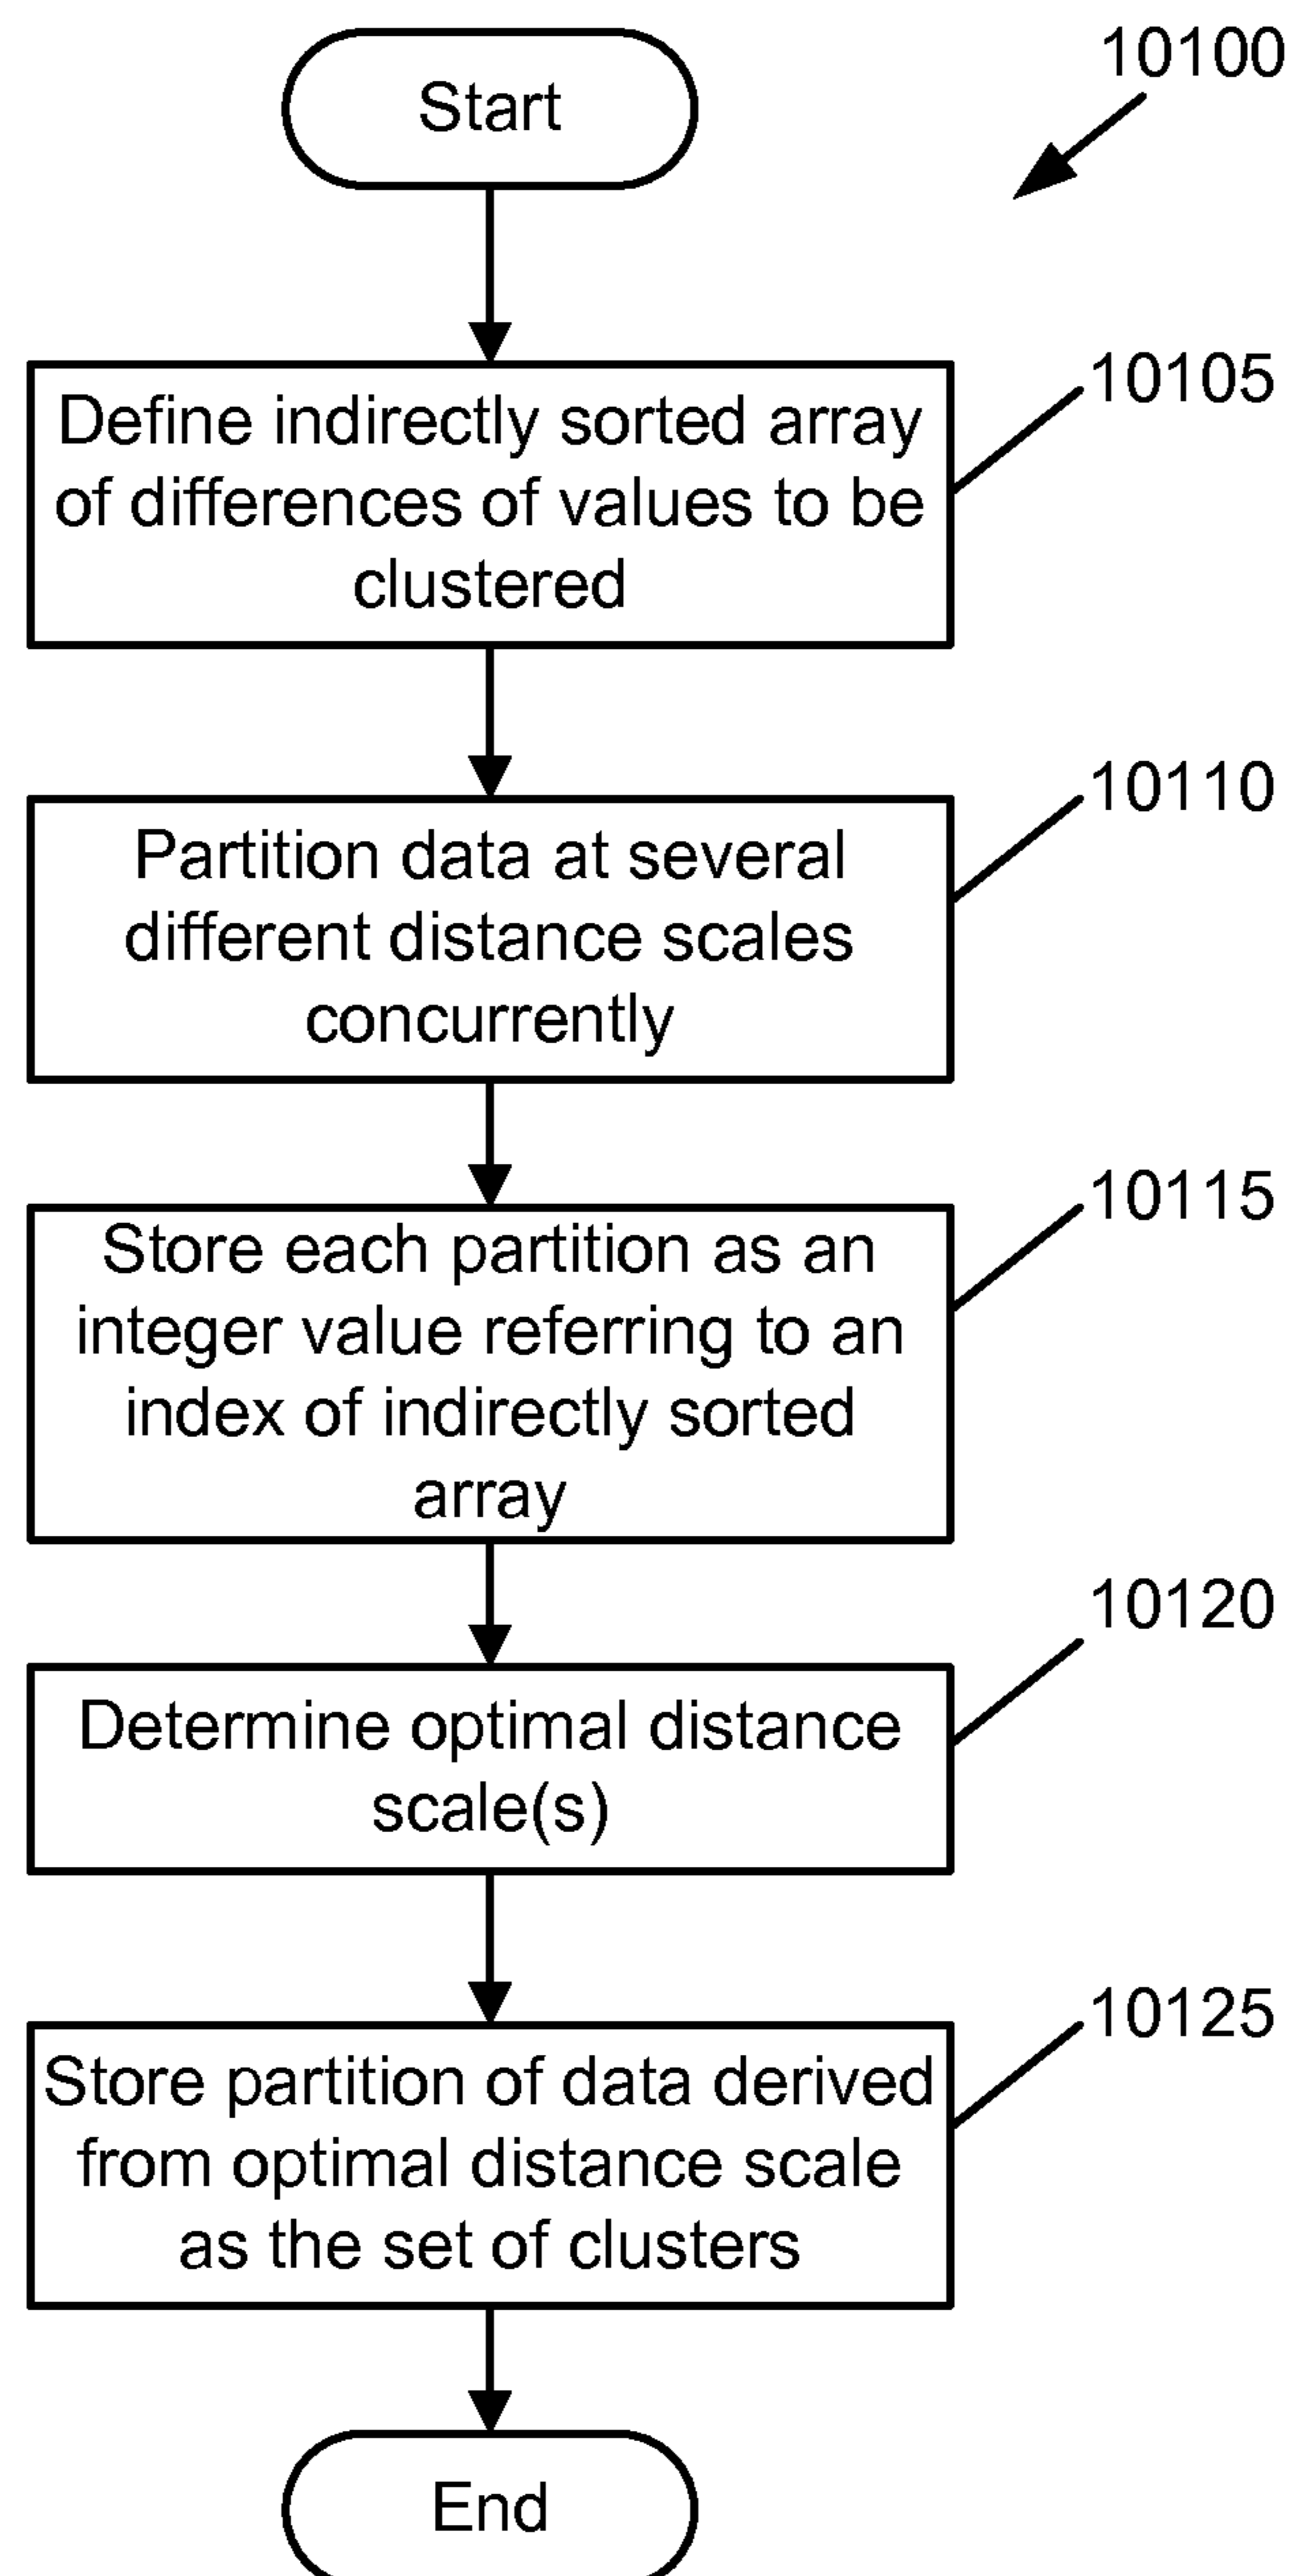 Start
10100
Define indirectly sorted array
of differences of values to be
clustered
10105
Partition data at several
different distance scales
concurrently
10110
Store each partition as an
integer value referring to an
index of indirectly sorted
array
10115
Determine optimal distance
scale(s)
10120
Store partition of data derived
from optimal distance scale
as the set of clusters
10125
End